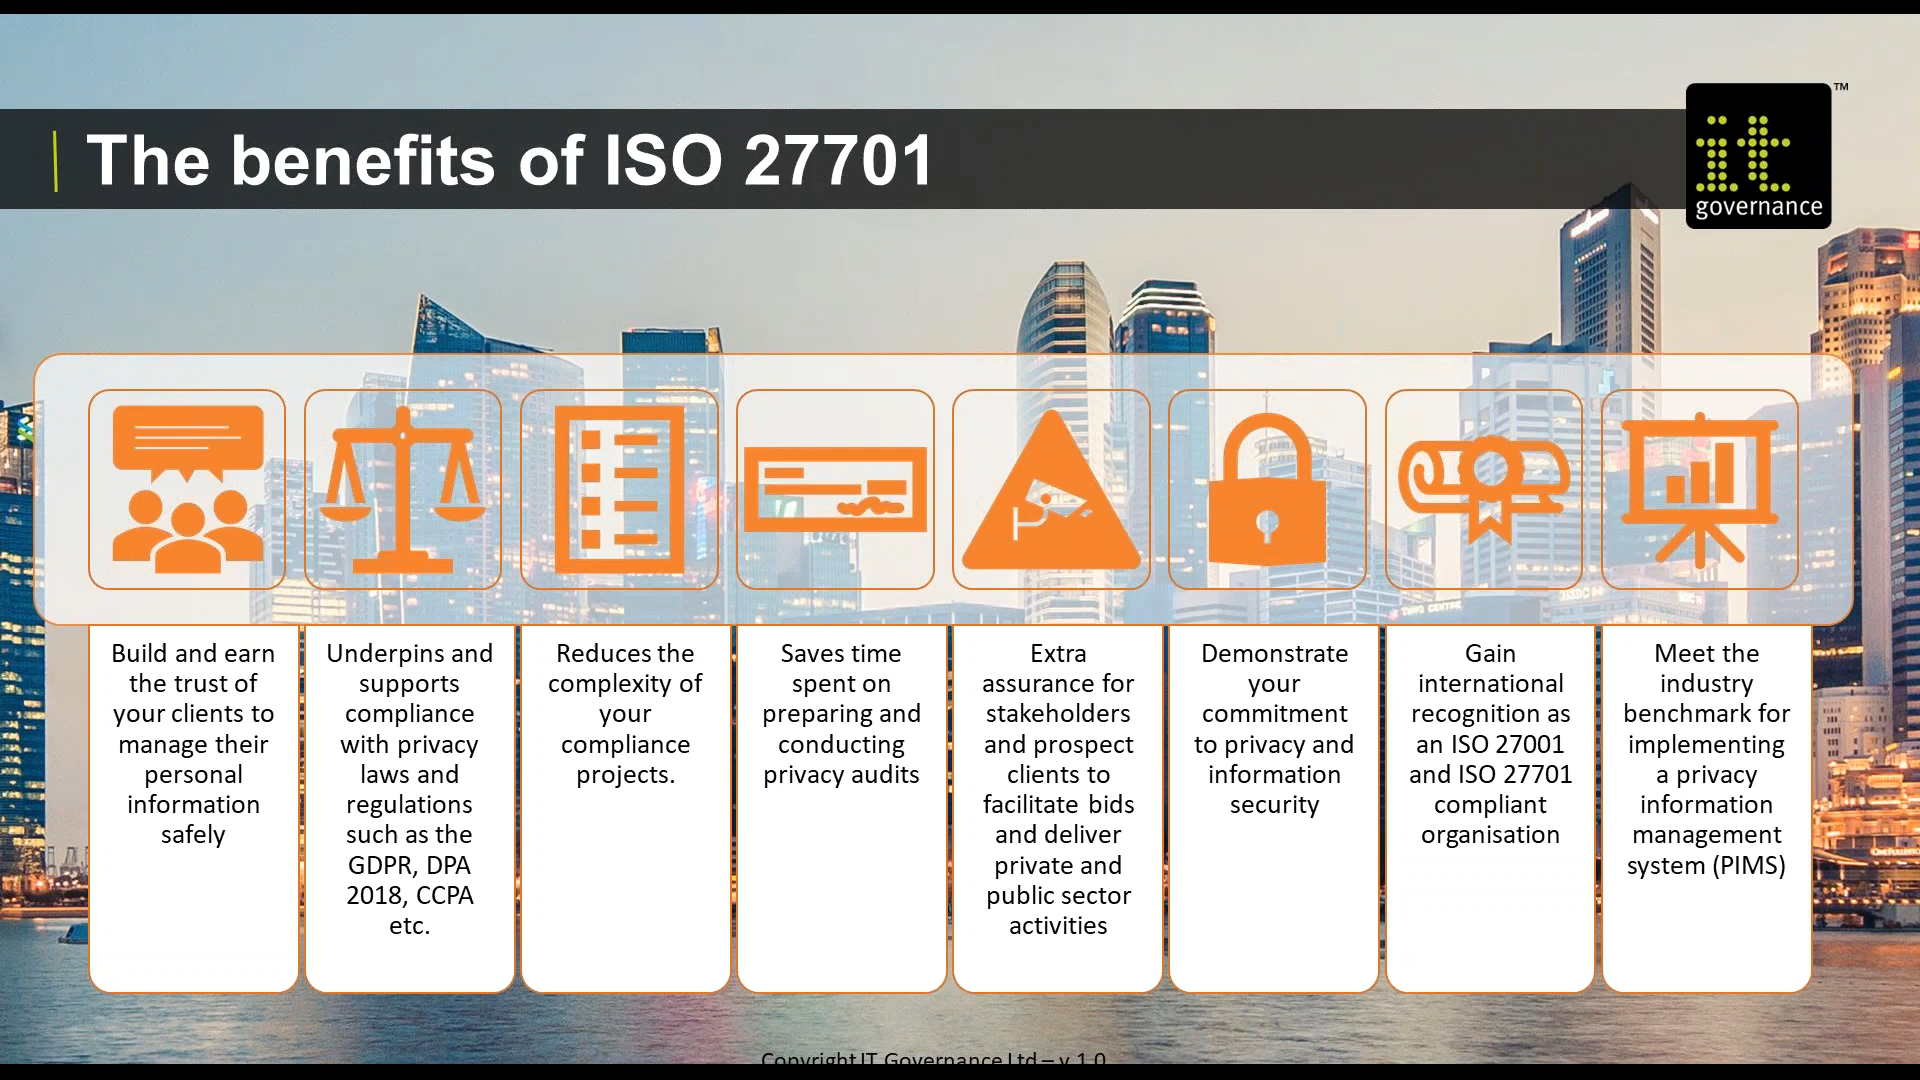 The benefits of ISO 27701
it
governance
TM
Build and earn
the trust of
your clients to
manage their
personal
information
safely
Underpins and
supports
compliance
with privacy
laws and
regulations
such as the
GDPR, DPA
2018, CCPA
etc.
Reduces the
complexity of
your
compliance
projects.
Saves time
spent on
preparing and
conducting
privacy audits
Extra
assurance for
stakeholders
and prospect
clients to
facilitate bids
and deliver
private and
public sector
activities
Demonstrate
your
commitment
to privacy and
information
security
Gain
international
recognition as
an ISO 27001
and ISO 27701
compliant
organisation
Meet the
industry
benchmark for
implementing
a privacy
information
management
system (PIMS)
Copyright IT Governance Ltd – v 1.0